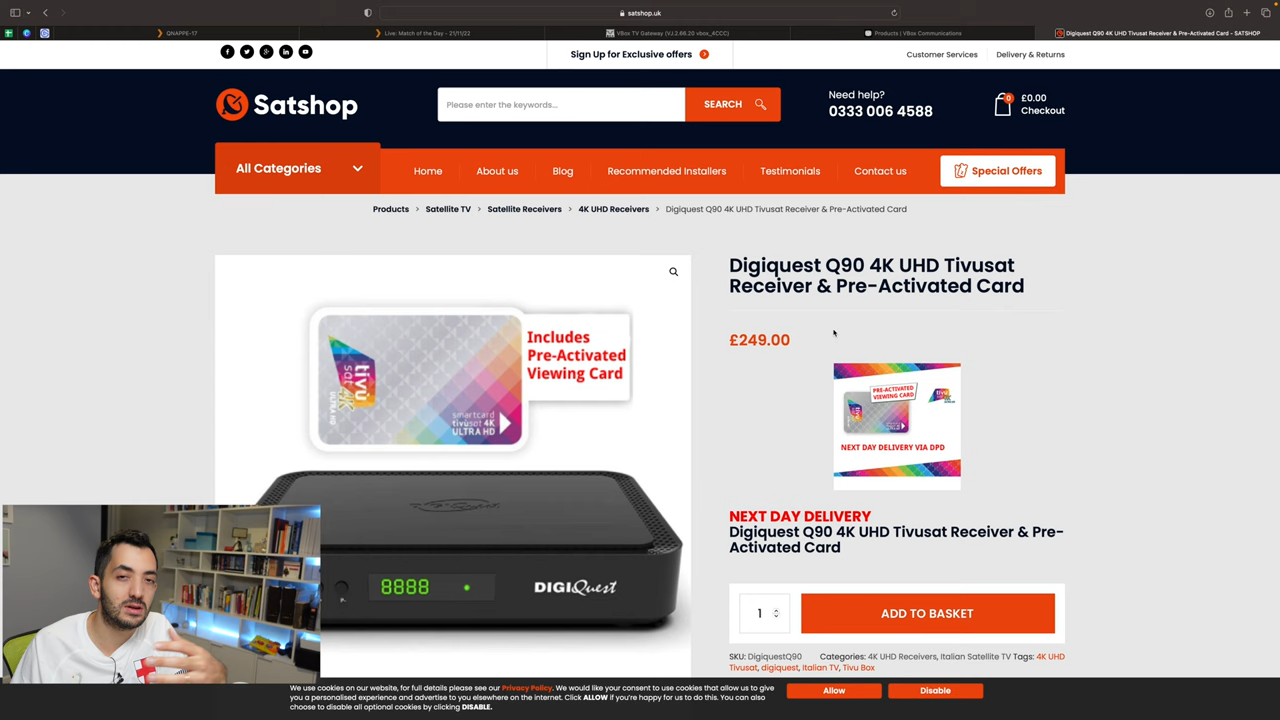 satshop.uk
QNAPPE-17
Live: Match of the Day - 21/11/22
VBox TV Gateway (V.I.2.66.20 vbox_4CCC)
Products | VBox Communications
Digiquest Q90 4K UHD Tivusat Receiver & Pre-Activated Card - SATSHOP
Sign Up for Exclusive offers
Customer Services
Delivery & Returns
Satshop
Please enter the keywords...
SEARCH
Need help?
0333 006 4588
0
£0.00
Checkout
All Categories
Home
About us
Blog
Recommended Installers
Testimonials
Contact us
Special Offers
Products > Satellite TV > Satellite Receivers > 4K UHD Receivers > Digiquest Q90 4K UHD Tivusat Receiver & Pre-Activated Card
Includes
Pre-Activated
Viewing Card
tivu
sat
ULTRA HD
smartcard
tivùsat 4K
ULTRA HD
8888
DIGIQuest
Digiquest Q90 4K UHD Tivusat
Receiver & Pre-Activated Card
£249.00
PRE-ACTIVATED
VIEWING CARD
NEXT DAY DELIVERY VIA DPD
NEXT DAY DELIVERY
Digiquest Q90 4K UHD Tivusat Receiver & Pre-
Activated Card
1
ADD TO BASKET
SKU: DigiquestQ90 Categories: 4K UHD Receivers, Italian Satellite TV Tags: 4K UHD
Tivusat, digiquest, Italian TV, Tivu Box
We use cookies on our website, for full details please see our Privacy Policy. We would like your consent to use cookies that allow us to give
you a personalised experience and advertise to you elsewhere on the internet. Click ALLOW if you're happy for us to do this. You can also
choose to disable all optional cookies by clicking DISABLE.
Allow
Disable